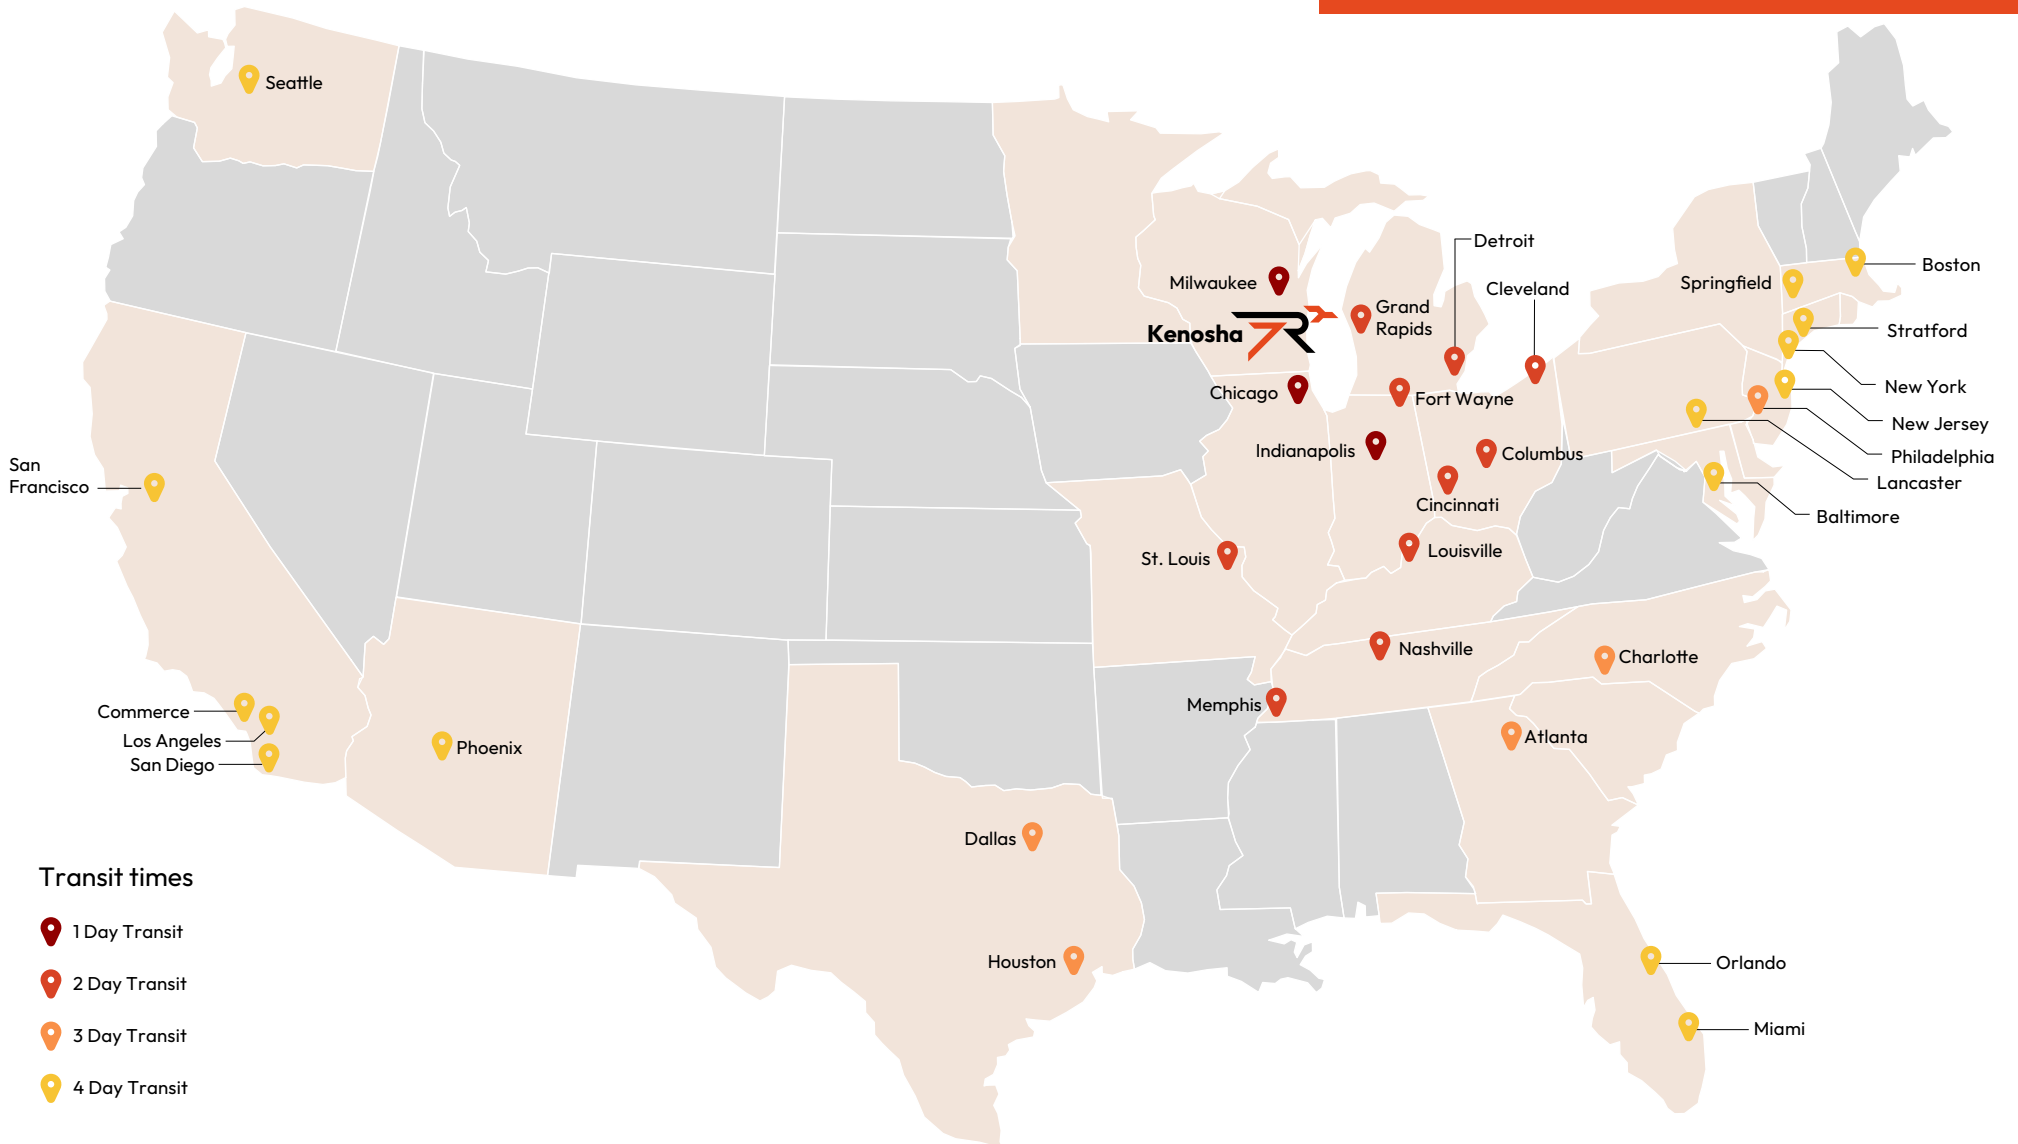 Seattle
Detroit
Boston
Springfield
Milwaukee
Cleveland
Grand
Rapids
Stratford
Kenosha
New York
Chicago
Fort Wayne
New Jersey
Indianapolis
Columbus
Philadelphia
San
Francisco
Lancaster
Cincinnati
Baltimore
St. Louis
Louisville
Nashville
Charlotte
Memphis
Commerce
Los Angeles
San Diego
Phoenix
Atlanta
Dallas
Houston
Orlando
Miami
Transit times
1 Day Transit
2 Day Transit
3 Day Transit
4 Day Transit